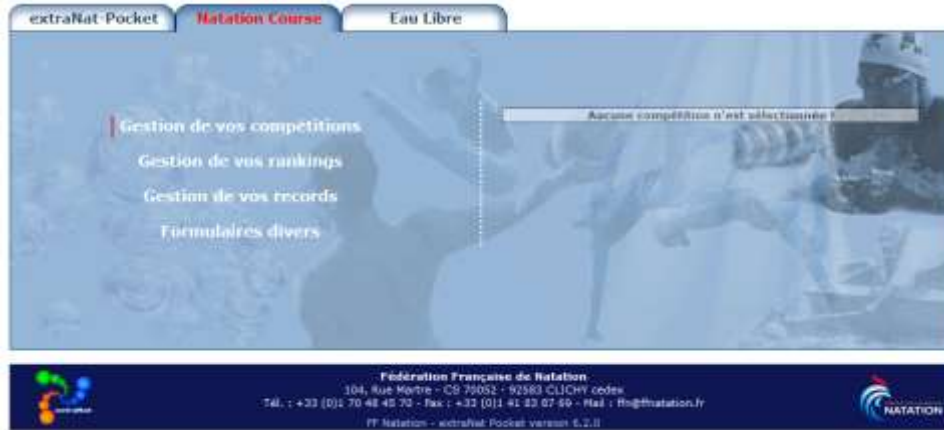 extraNat-Pocket
Natation Course
Eau Libre
Gestion de vos compétitions
Gestion de vos rankings
Gestion de vos records
Formulaires divers
Aucune compétition n'est sélectionnée !
Fédération Française de Natation
104, Rue Martre - CS 70052 - 92583 CLICHY cedex
Tél. : +33 (0)1 70 48 45 70 - Fax : +33 (0)1 41 83 87 69 - Mail : ffn@ffnatation.fr
FF Natation - extraNat Pocket version 6.2.0
extraNat
NATATION